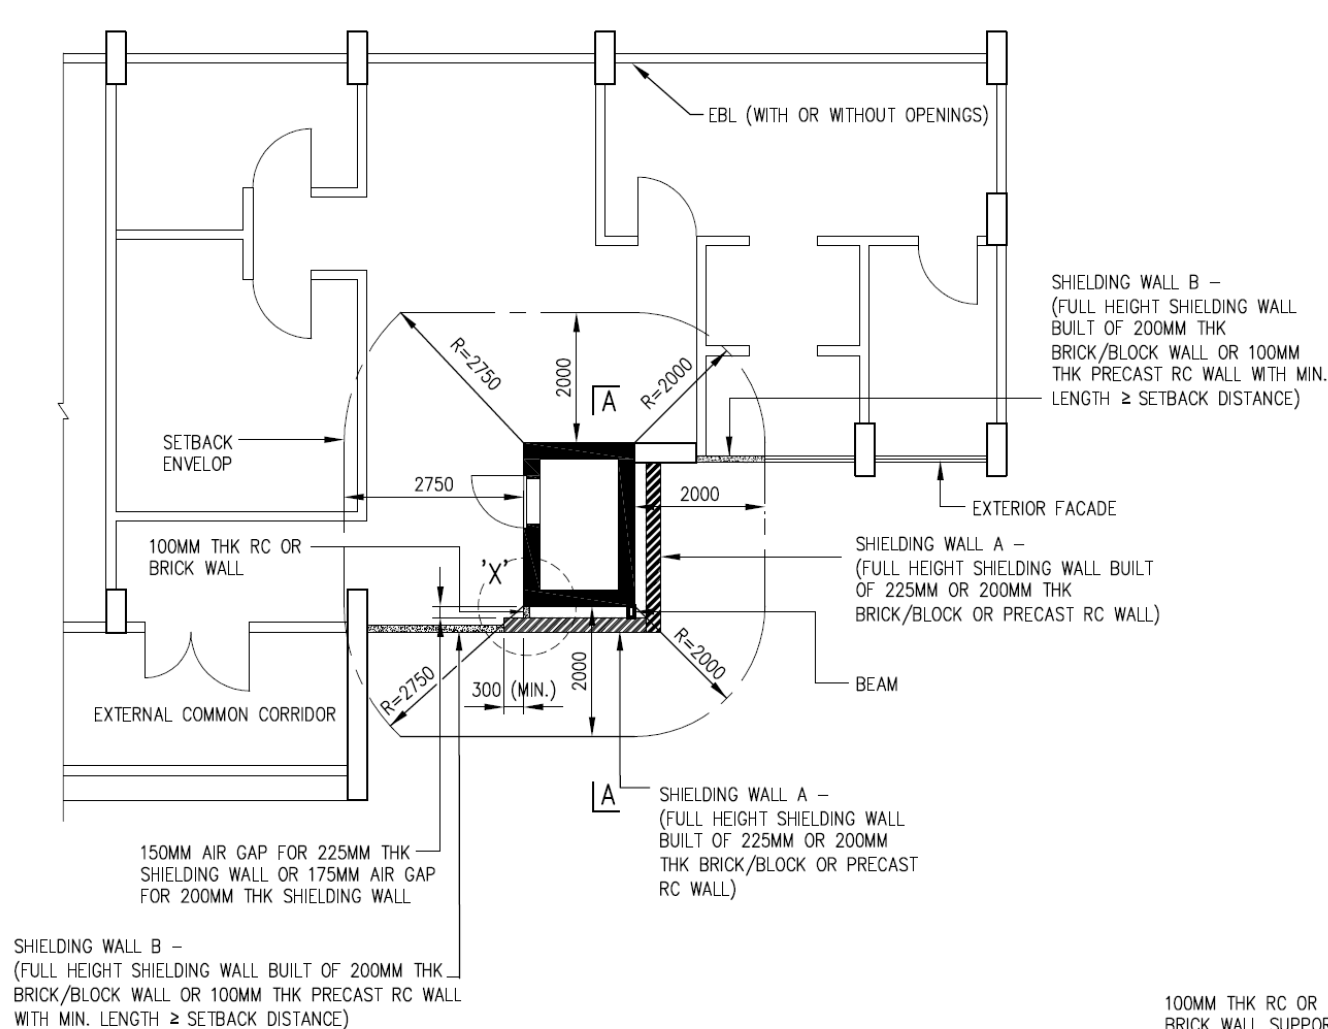 EBL (WITH OR WITHOUT OPENINGS)
SHIELDING WALL B –
(FULL HEIGHT SHIELDING WALL
BUILT OF 200MM THK
BRICK/BLOCK WALL OR 100MM
THK PRECAST RC WALL WITH MIN.
LENGTH ≥ SETBACK DISTANCE)
R=2750
2000
R=2000
A
SETBACK
ENVELOP
2750
2000
EXTERIOR FACADE
100MM THK RC OR
BRICK WALL
'X'
SHIELDING WALL A –
(FULL HEIGHT SHIELDING WALL BUILT
OF 225MM OR 200MM THK
BRICK/BLOCK OR PRECAST RC WALL)
R=2000
2000
R=2750
300 (MIN.)
BEAM
EXTERNAL COMMON CORRIDOR
A
SHIELDING WALL A –
(FULL HEIGHT SHIELDING WALL
BUILT OF 225MM OR 200MM
THK BRICK/BLOCK OR PRECAST
RC WALL)
150MM AIR GAP FOR 225MM THK
SHIELDING WALL OR 175MM AIR GAP
FOR 200MM THK SHIELDING WALL
SHIELDING WALL B –
(FULL HEIGHT SHIELDING WALL BUILT OF 200MM THK
BRICK/BLOCK WALL OR 100MM THK PRECAST RC WALL
WITH MIN. LENGTH ≥ SETBACK DISTANCE)
100MM THK RC OR
BRICK WALL